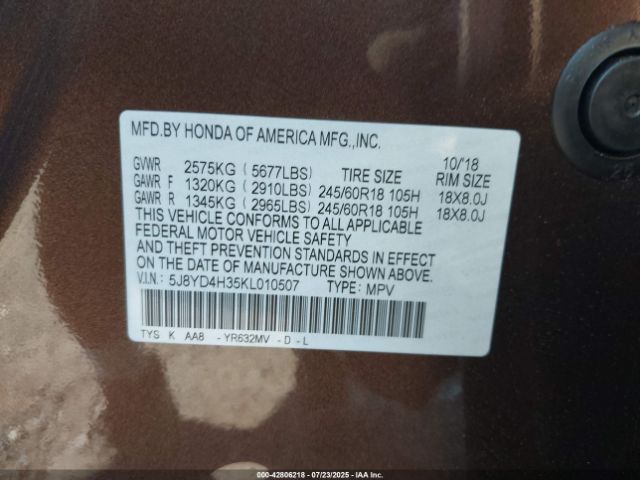 MFD.BY HONDA OF AMERICA MFG.,INC.
10/'18
GVWR 2575KG ( 5677LBS) TIRE SIZE RIM SIZE
GAWR F 1320KG ( 2910LBS) 245/60R18 105H 18X8.0J
GAWR R 1345KG ( 2965LBS) 245/60R18 105H 18X8.0J
THIS VEHICLE CONFORMS TO ALL APPLICABLE
FEDERAL MOTOR VEHICLE SAFETY
AND THEFT PREVENTION STANDARDS IN EFFECT
ON THE DATE OF MANUFACTURE SHOWN ABOVE.
V.I.N.: 5J8YD4H35KL010507 TYPE: MPV
TYS K AA8 - YR632MV - D - L
000-42806218 - 07/23/2025 - IAA Inc.